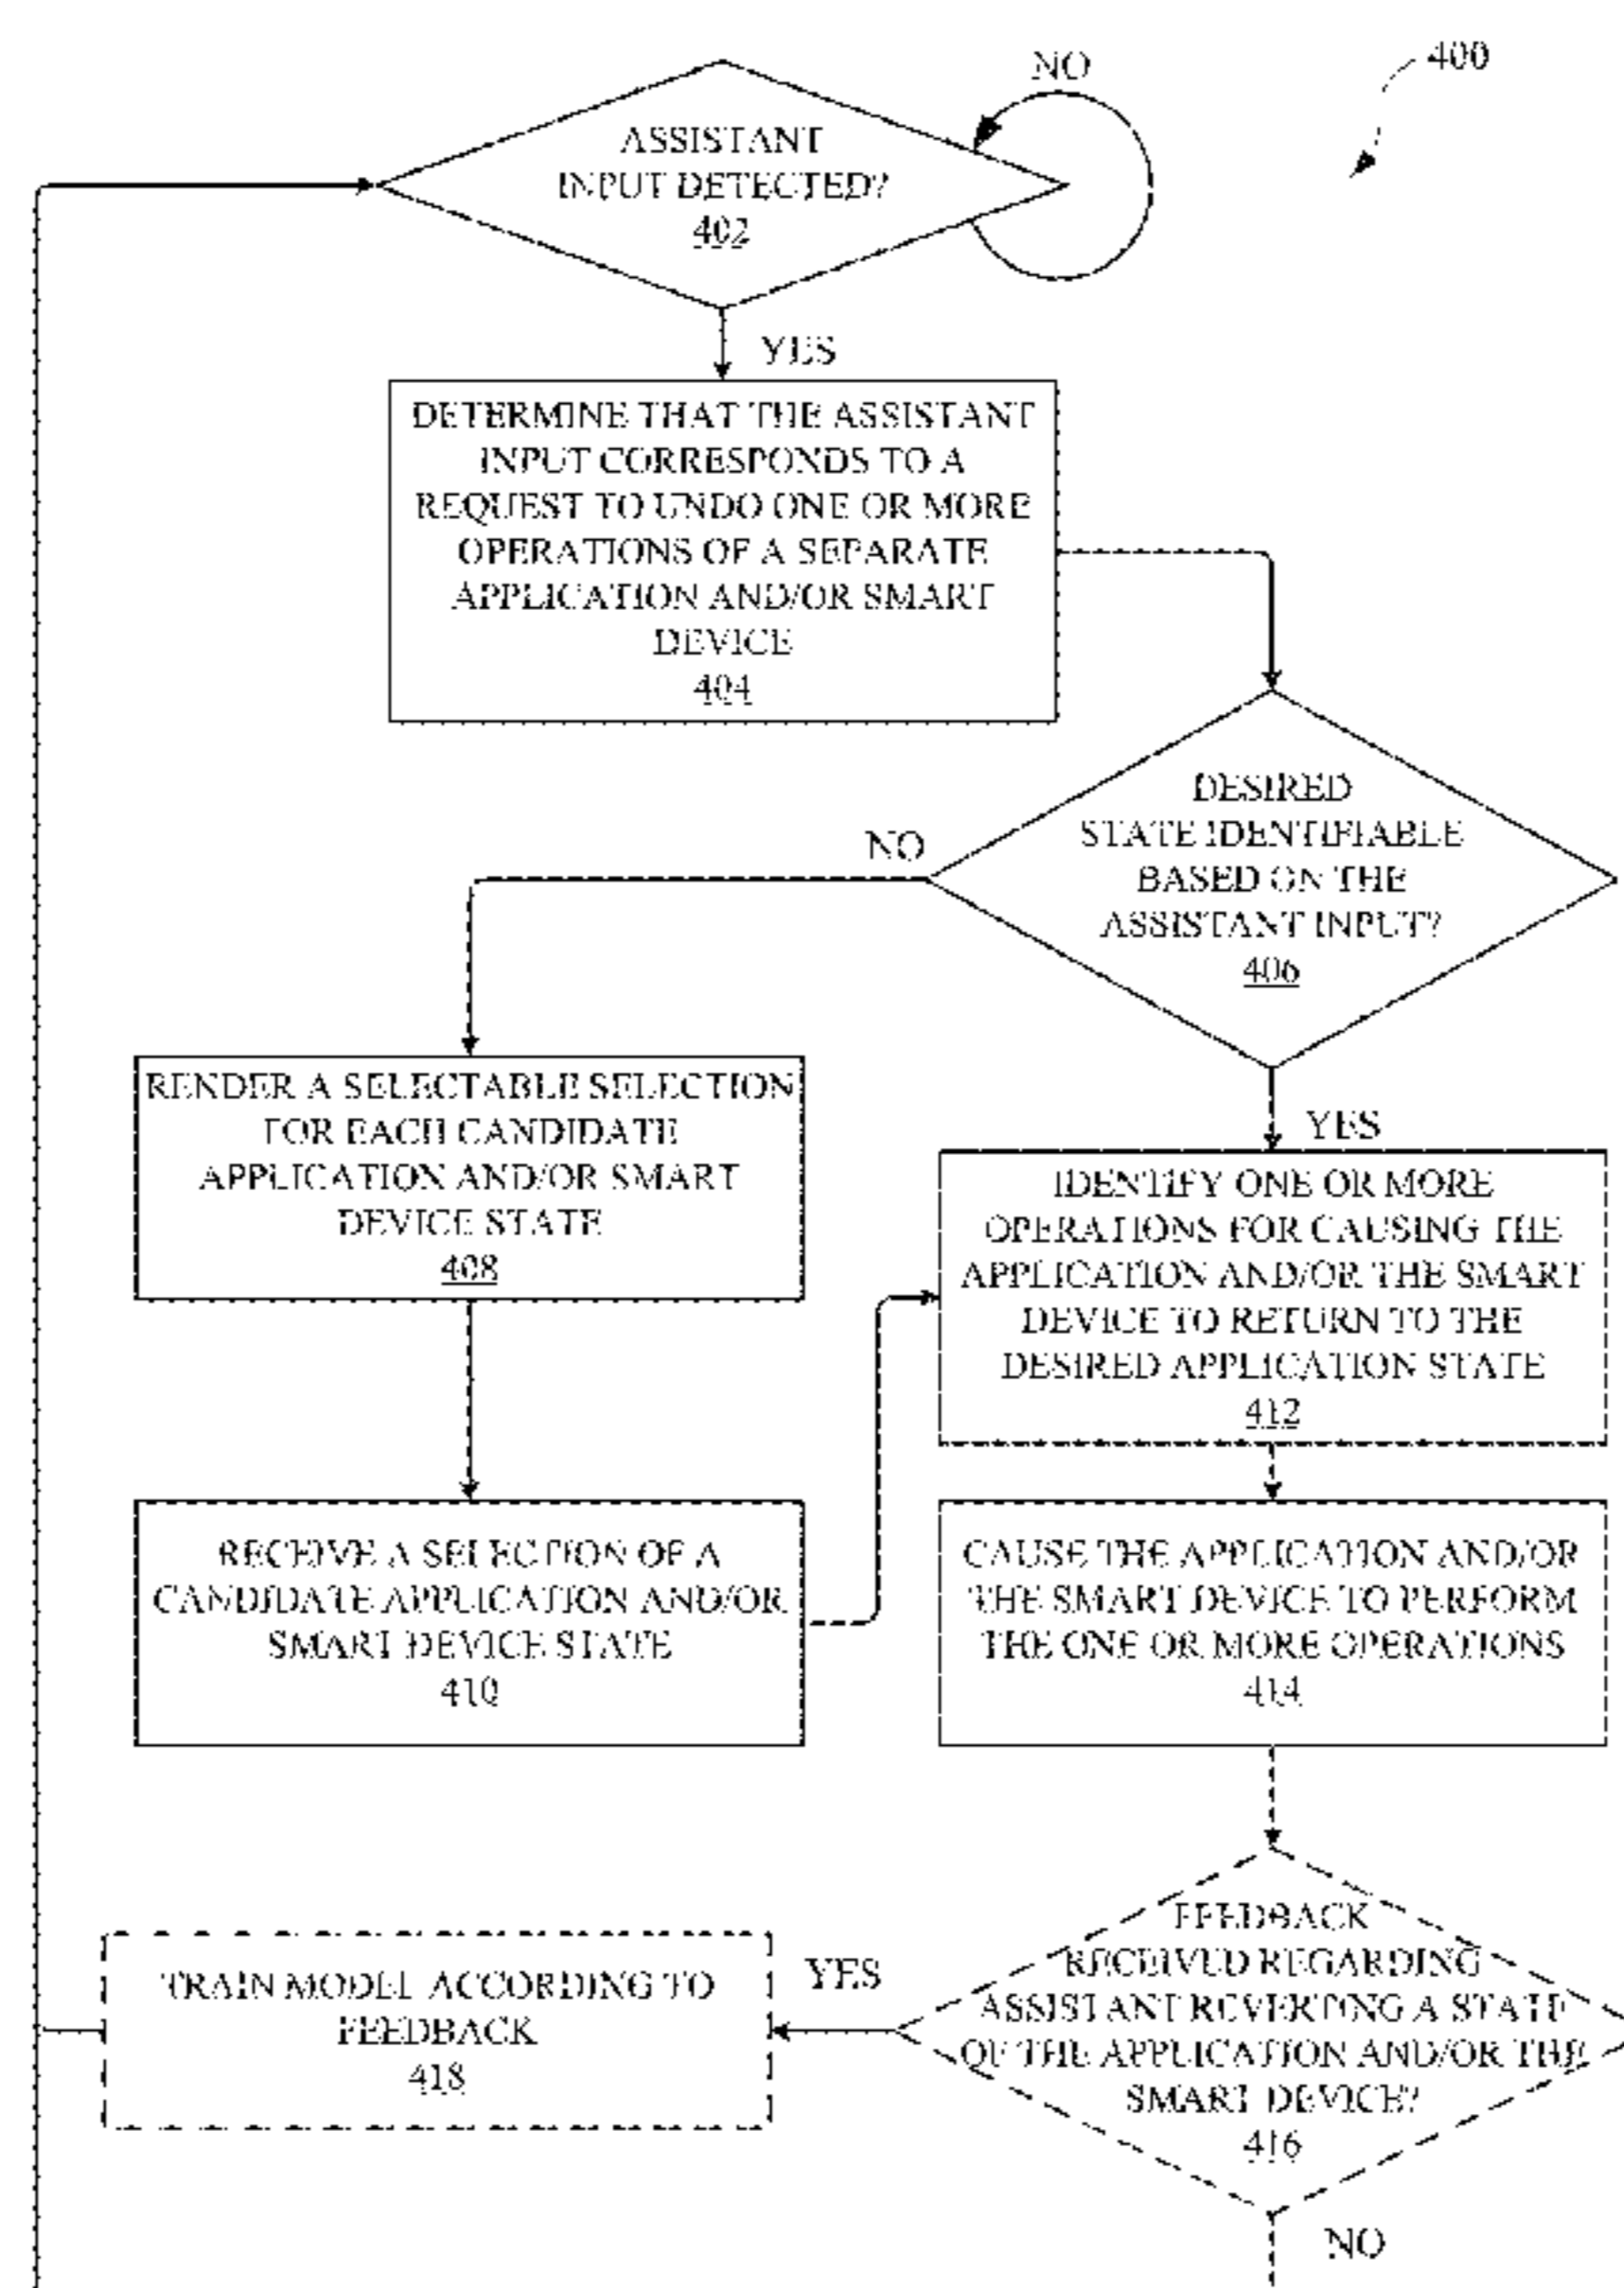 400
NO
ASSISTANT
INPUT DETECTED?
402
YES
DETERMINE THAT THE ASSISTANT
INPUT CORRESPONDS TO A
REQUEST TO UNDO ONE OR MORE
OPERATIONS OF A SEPARATE
APPLICATION AND/OR SMART
DEVICE
404
DESIRED
STATE IDENTIFIABLE
BASED ON THE
ASSISTANT INPUT?
406
NO
RENDER A SELECTABLE SELECTION
FOR EACH CANDIDATE
APPLICATION AND/OR SMART
DEVICE STATE
408
YES
IDENTIFY ONE OR MORE
OPERATIONS FOR CAUSING THE
APPLICATION AND/OR THE SMART
DEVICE TO RETURN TO THE
DESIRED APPLICATION STATE
412
RECEIVE A SELECTION OF A
CANDIDATE APPLICATION AND/OR
SMART DEVICE STATE
410
CAUSE THE APPLICATION AND/OR
THE SMART DEVICE TO PERFORM
THE ONE OR MORE OPERATIONS
414
FEEDBACK
RECEIVED REGARDING
ASSISTANT REVERTING A STATE
OF THE APPLICATION AND/OR THE
SMART DEVICE?
416
YES
TRAIN MODEL ACCORDING TO
FEEDBACK
418
NO